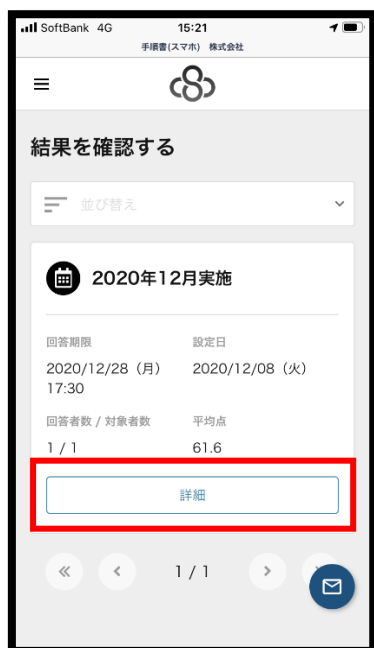 SoftBank 4G 15:21
手順書(スマホ) 株式会社
結果を確認する
並び替え
2020年12月実施
回答期限 設定日
2020/12/28（月） 2020/12/08（火）
17:30
回答者数 / 対象者数 平均点
1 / 1 61.6
詳細
« ‹ 1 / 1 ›